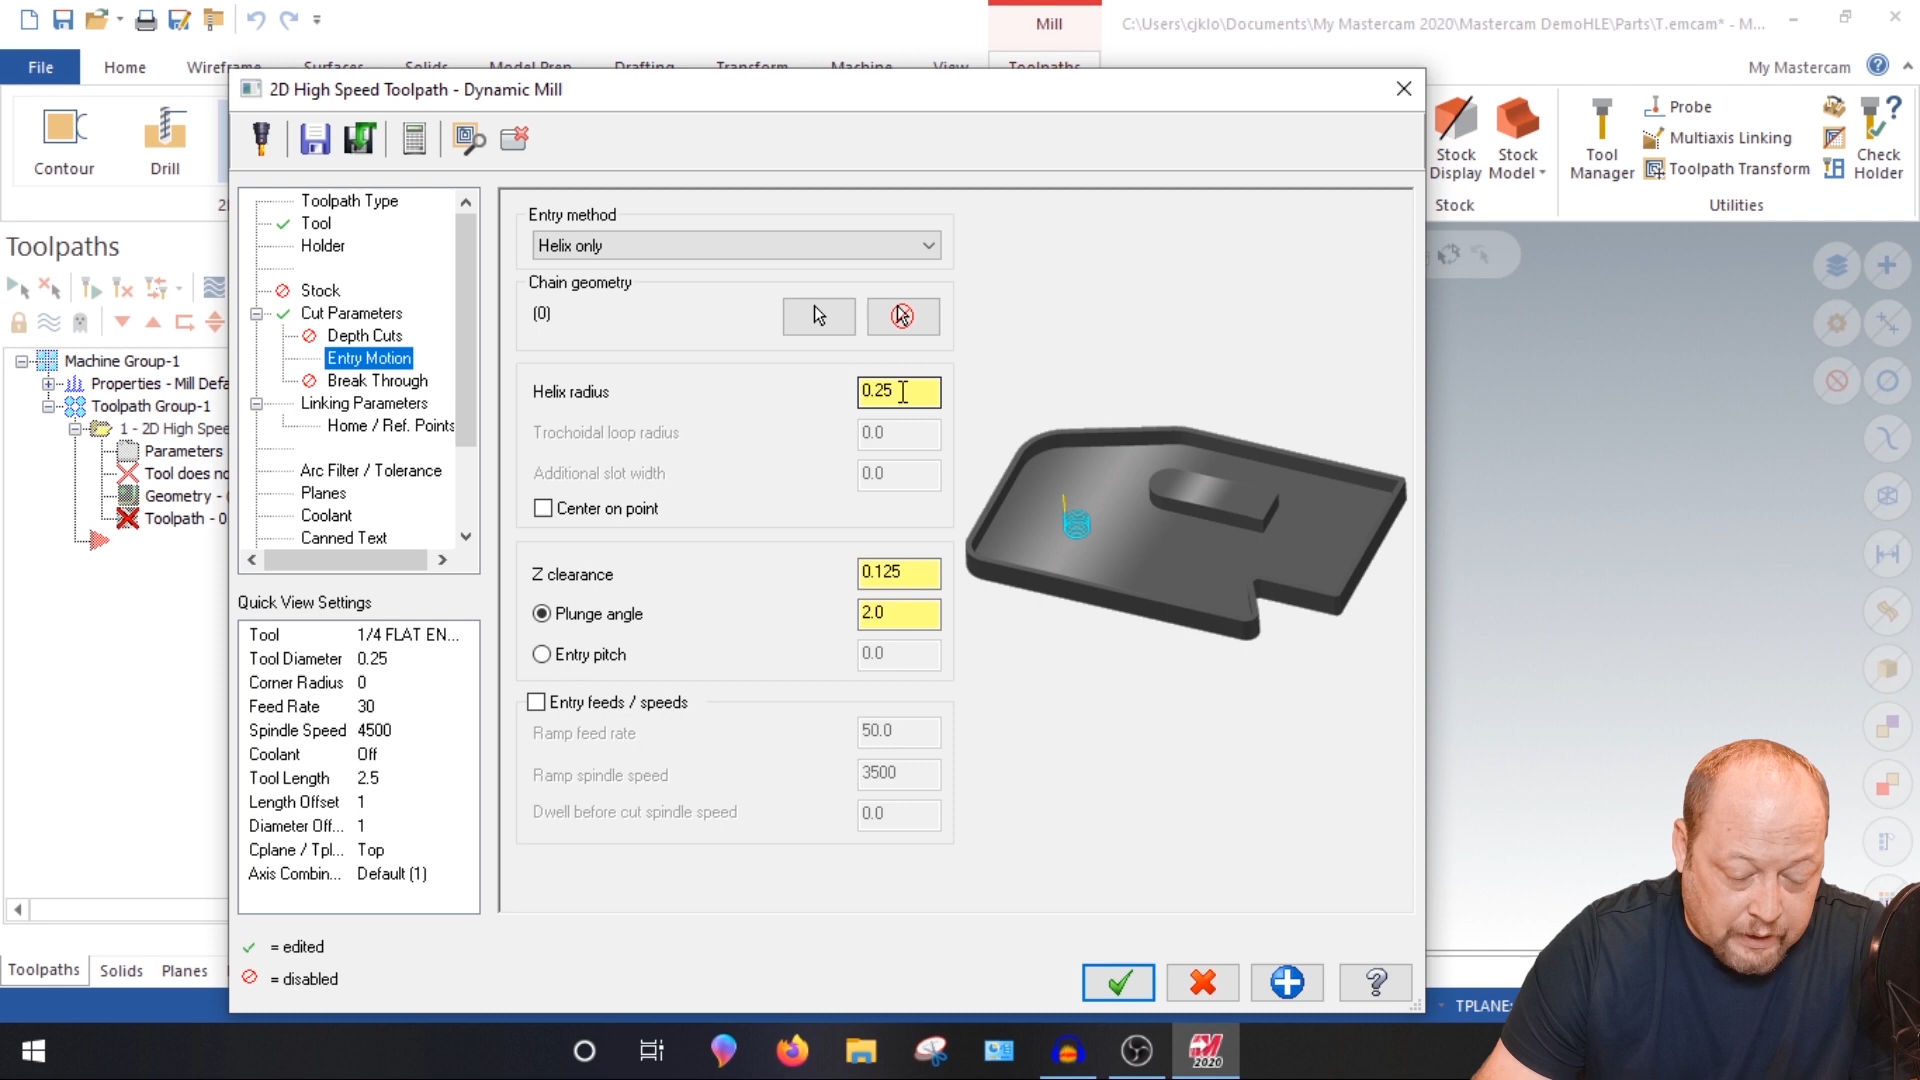 Mill
C:\Users\cjklo\Documents\My Mastercam 2020\Mastercam DemoHLE\Parts\T.emcam* - M...
File
Home
Wireframe
Surfaces
Solids
Model Prep
Drafting
Transform
Machine
View
Toolpaths
My Mastercam
2D High Speed Toolpath - Dynamic Mill
Contour
Drill
Stock Display
Stock Model
Stock
Tool Manager
Probe
Multiaxis Linking
Toolpath Transform
Check Holder
Utilities
Toolpaths
Machine Group-1
Properties - Mill Defa
Toolpath Group-1
1 - 2D High Spee
Parameters
Tool does no
Geometry -
Toolpath - 0
Toolpaths
Solids
Planes
Toolpath Type
Tool
Holder
Stock
Cut Parameters
Depth Cuts
Entry Motion
Break Through
Linking Parameters
Home / Ref. Points
Arc Filter / Tolerance
Planes
Coolant
Canned Text
Quick View Settings
Tool 1/4 FLAT EN...
Tool Diameter 0.25
Corner Radius 0
Feed Rate 30
Spindle Speed 4500
Coolant Off
Tool Length 2.5
Length Offset 1
Diameter Off... 1
Cplane / Tpl... Top
Axis Combin... Default (1)
= edited
= disabled
Entry method
Helix only
Chain geometry
(0)
Helix radius 0.25
Trochoidal loop radius 0.0
Additional slot width 0.0
Center on point
Z clearance 0.125
Plunge angle 2.0
Entry pitch 0.0
Entry feeds / speeds
Ramp feed rate 50.0
Ramp spindle speed 3500
Dwell before cut spindle speed 0.0
TPLANE:
2020